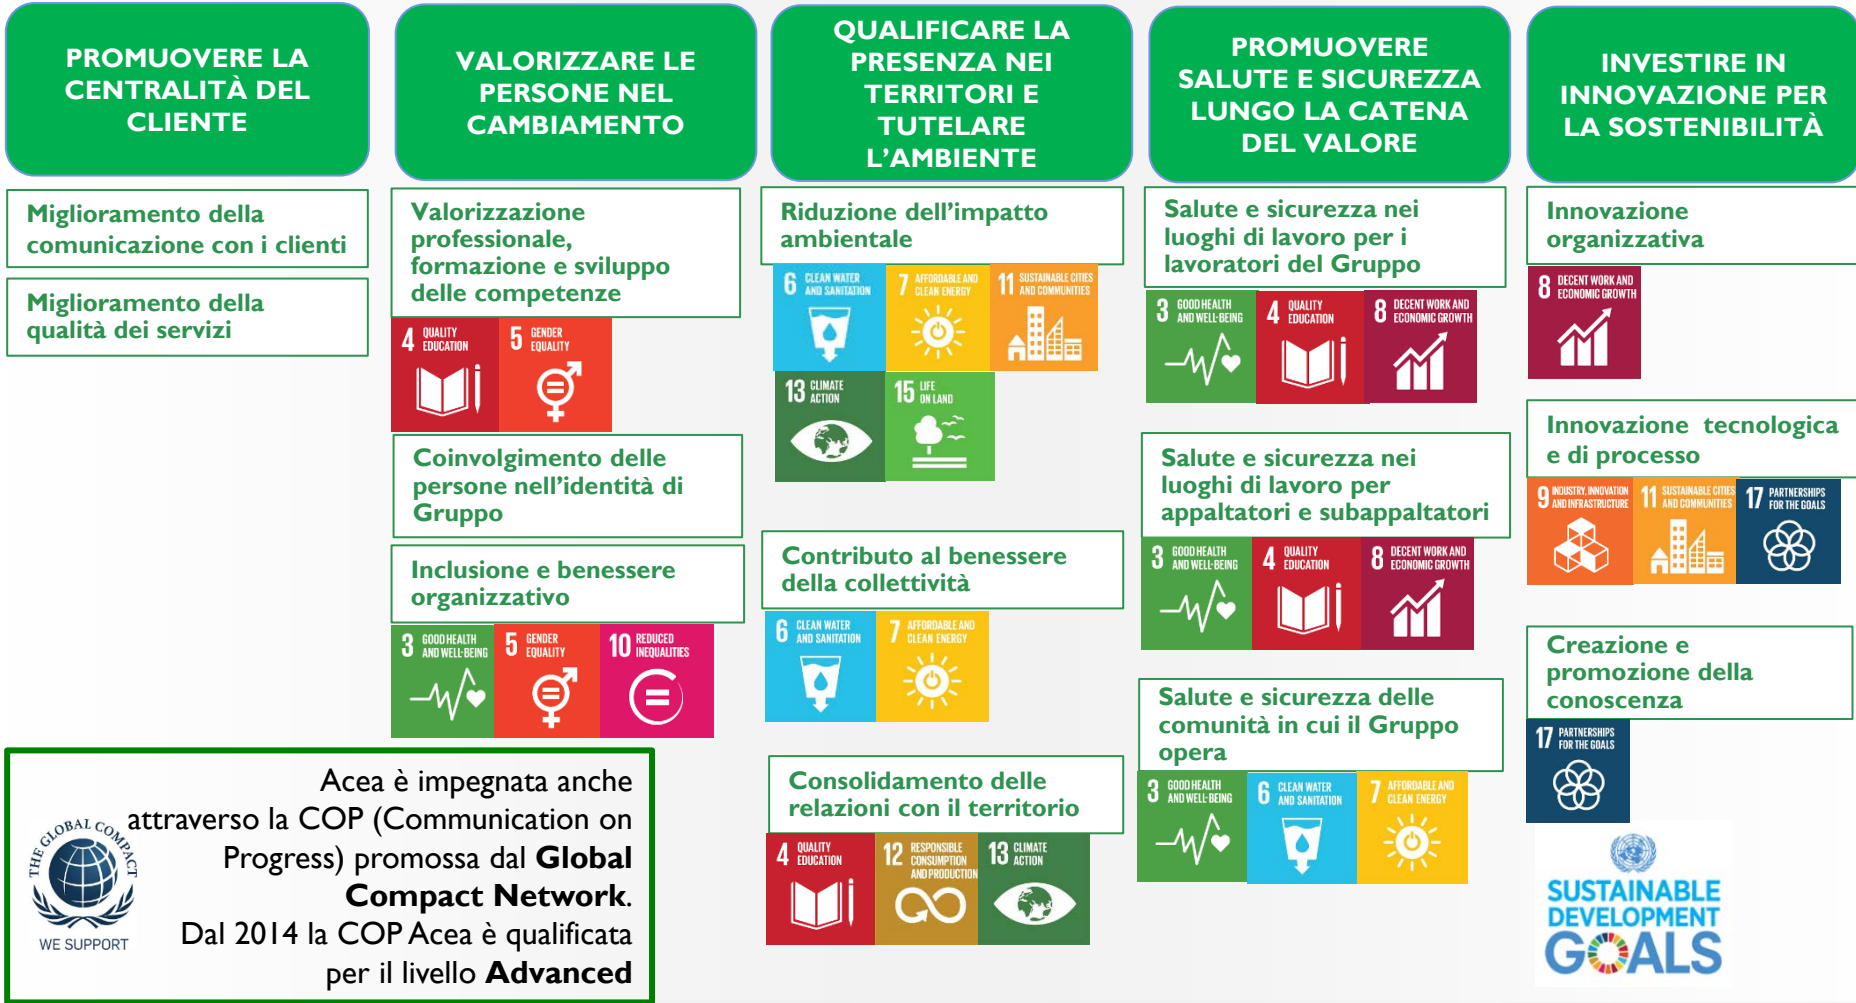 PROMUOVERE LA
CENTRALITÀ DEL
CLIENTE
Miglioramento della
comunicazione con i clienti
Miglioramento della
qualità dei servizi
VALORIZZARE LE
PERSONE NEL
CAMBIAMENTO
Valorizzazione
professionale,
formazione e sviluppo
delle competenze
4 QUALITY
EDUCATION
5 GENDER
EQUALITY
Coinvolgimento delle
persone nell'identità di
Gruppo
Inclusione e benessere
organizzativo
3 GOOD HEALTH
AND WELL-BEING
5 GENDER
EQUALITY
10 REDUCED
INEQUALITIES
QUALIFICARE LA
PRESENZA NEI
TERRITORI E
TUTELARE
L'AMBIENTE
Riduzione dell'impatto
ambientale
6 CLEAN WATER
AND SANITATION
7 AFFORDABLE AND
CLEAN ENERGY
11 SUSTAINABLE CITIES
AND COMMUNITIES
13 CLIMATE
ACTION
15 LIFE
ON LAND
Contributo al benessere
della collettività
6 CLEAN WATER
AND SANITATION
7 AFFORDABLE AND
CLEAN ENERGY
Consolidamento delle
relazioni con il territorio
4 QUALITY
EDUCATION
12 RESPONSIBLE
CONSUMPTION
AND PRODUCTION
13 CLIMATE
ACTION
PROMUOVERE
SALUTE E SICUREZZA
LUNGO LA CATENA
DEL VALORE
Salute e sicurezza nei
luoghi di lavoro per i
lavoratori del Gruppo
3 GOOD HEALTH
AND WELL-BEING
4 QUALITY
EDUCATION
8 DECENT WORK AND
ECONOMIC GROWTH
Salute e sicurezza nei
luoghi di lavoro per
appaltatori e subappaltatori
3 GOOD HEALTH
AND WELL-BEING
4 QUALITY
EDUCATION
8 DECENT WORK AND
ECONOMIC GROWTH
Salute e sicurezza delle
comunità in cui il Gruppo
opera
3 GOOD HEALTH
AND WELL-BEING
6 CLEAN WATER
AND SANITATION
7 AFFORDABLE AND
CLEAN ENERGY
INVESTIRE IN
INNOVAZIONE PER
LA SOSTENIBILITÀ
Innovazione
organizzativa
8 DECENT WORK AND
ECONOMIC GROWTH
Innovazione tecnologica
e di processo
9 INDUSTRY, INNOVATION
AND INFRASTRUCTURE
11 SUSTAINABLE CITIES
AND COMMUNITIES
17 PARTNERSHIPS
FOR THE GOALS
Creazione e
promozione della
conoscenza
17 PARTNERSHIPS
FOR THE GOALS
THE GLOBAL COMPACT
WE SUPPORT
Acea è impegnata anche
attraverso la COP (Communication on
Progress) promossa dal Global
Compact Network.
Dal 2014 la COP Acea è qualificata
per il livello Advanced
SUSTAINABLE
DEVELOPMENT
GOALS